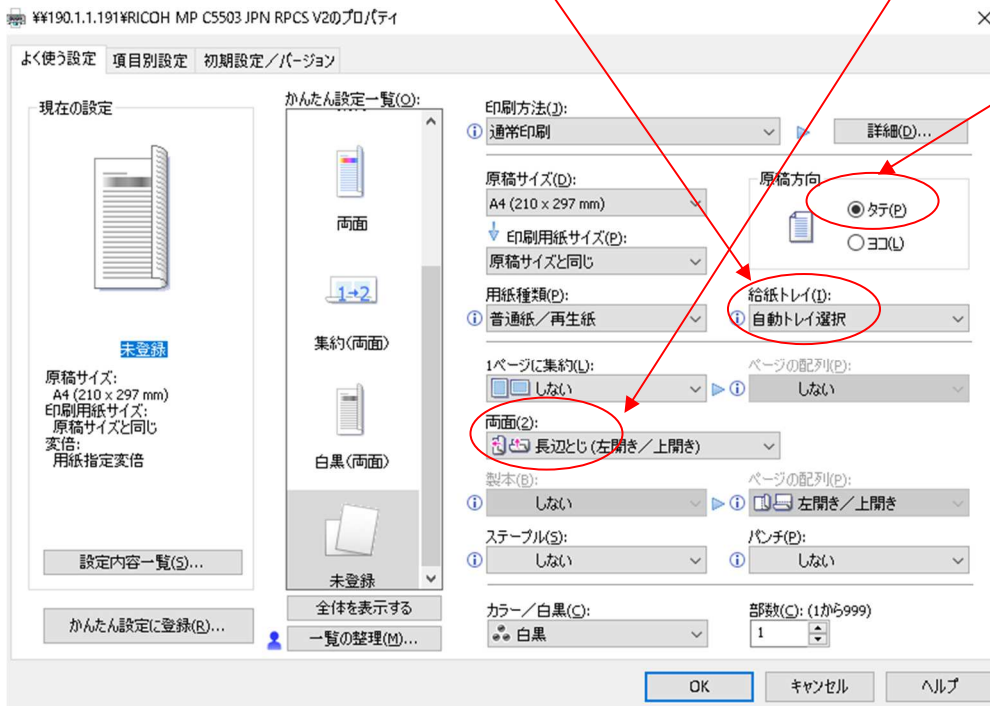 ¥¥190.1.1.191¥RICOH MP C5503 JPN RPCS V2のプロパティ
よく使う設定 項目別設定 初期設定／バージョン
現在の設定
未登録
原稿サイズ:
A4 (210 x 297 mm)
印刷用紙サイズ:
原稿サイズと同じ
変倍:
用紙指定変倍
設定内容一覧(S)...
かんたん設定に登録(R)...
かんたん設定一覧(O):
両面
1→2
集約(両面)
白黒(両面)
未登録
全体を表示する
一覧の整理(M)...
印刷方法(J):
通常印刷
詳細(D)...
原稿サイズ(D):
A4 (210 x 297 mm)
印刷用紙サイズ(P):
原稿サイズと同じ
原稿方向
タテ(P)
ヨコ(L)
用紙種類(P):
普通紙／再生紙
給紙トレイ(I):
自動トレイ選択
1ページに集約(L):
しない
ページの配列(P):
しない
両面(2):
長辺とじ (左開き／上開き)
製本(B):
しない
ページの配列(P):
左開き／上開き
ステープル(S):
しない
パンチ(P):
しない
カラー／白黒(C):
白黒
部数(C): (1から999)
1
OK
キャンセル
ヘルプ